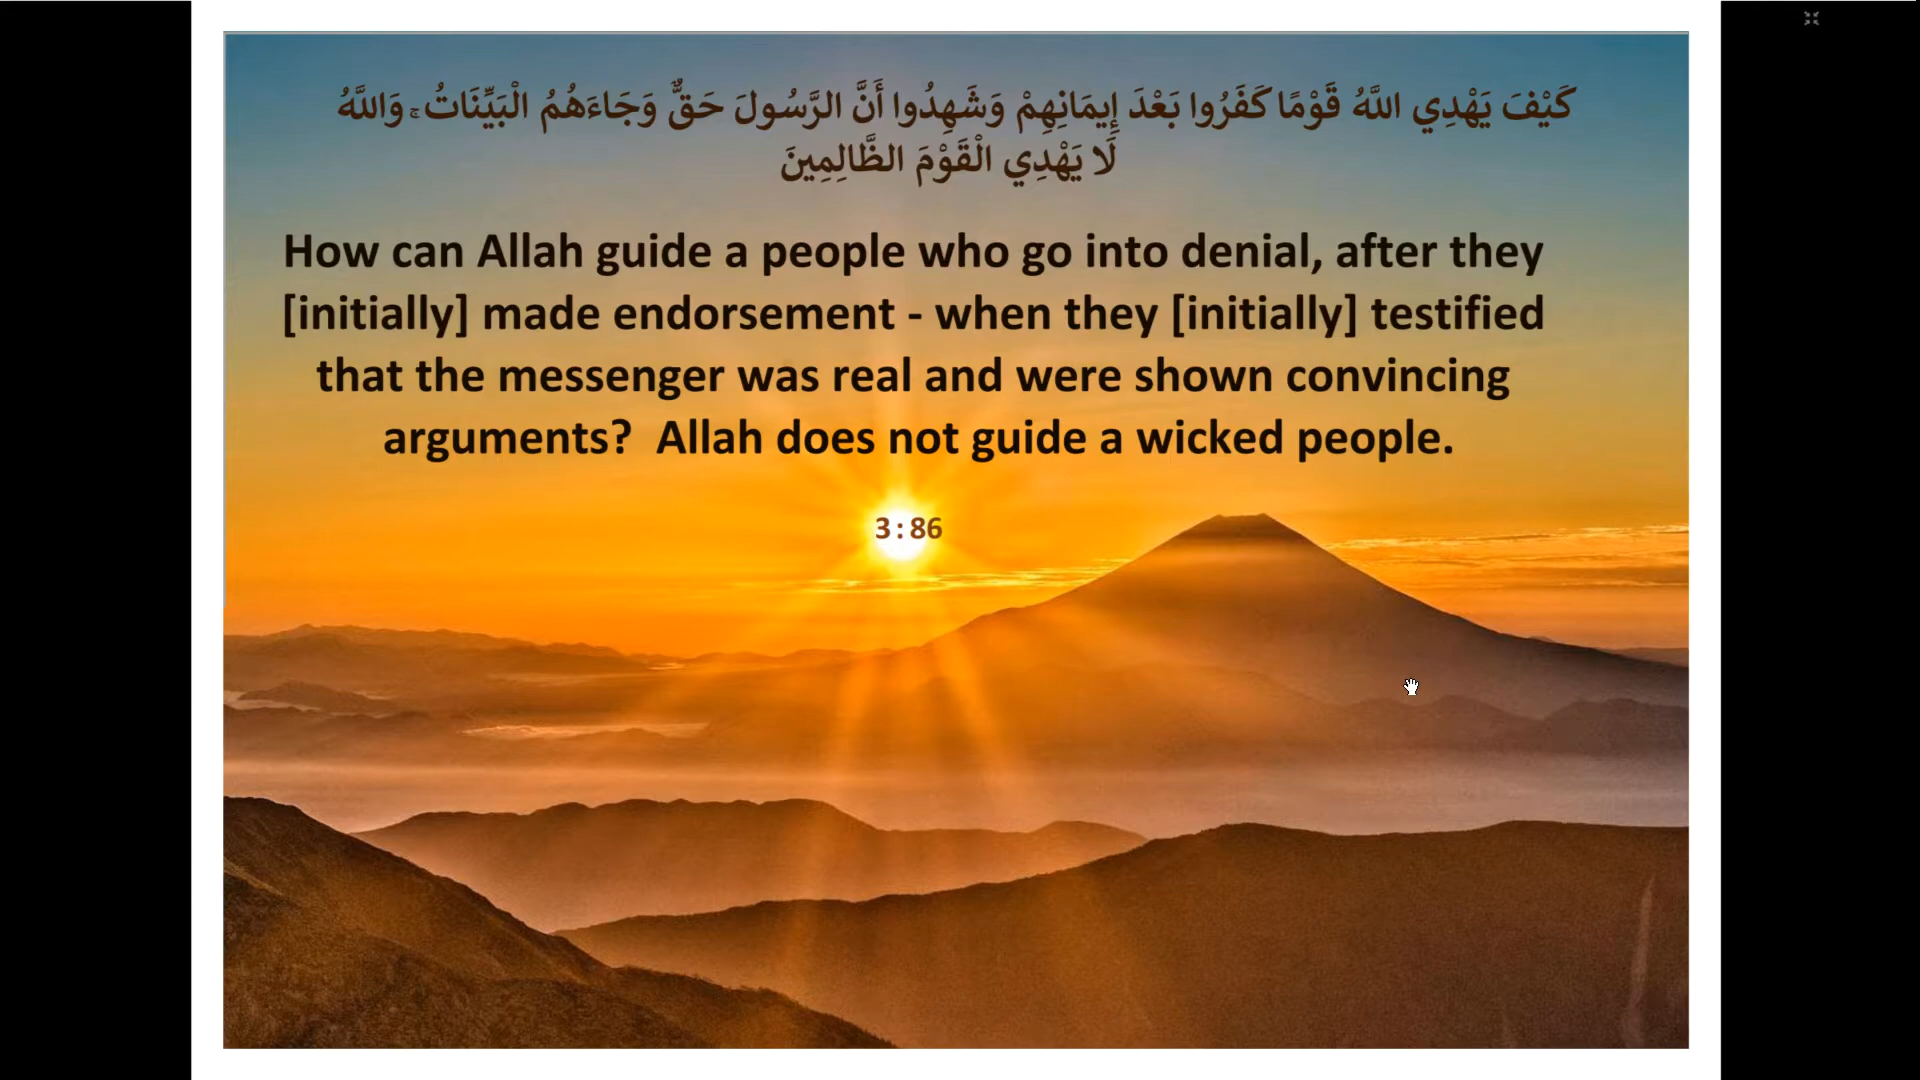 كَيْفَ يَهْدِي اللَّهُ قَوْمًا كَفَرُوا بَعْدَ إِيمَانِهِمْ وَشَهِدُوا أَنَّ الرَّسُولَ حَقٌّ وَجَاءَهُمُ الْبَيِّنَاتُ ۚ وَاللَّهُ
لَا يَهْدِي الْقَوْمَ الظَّالِمِينَ
How can Allah guide a people who go into denial, after they
[initially] made endorsement - when they [initially] testified
that the messenger was real and were shown convincing
arguments?  Allah does not guide a wicked people.
3:86